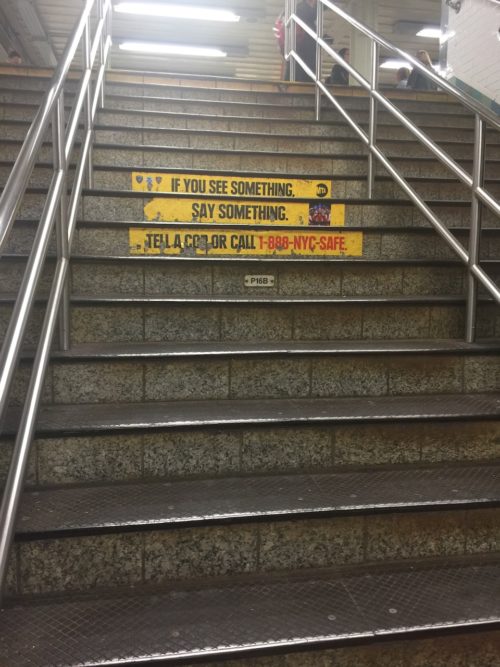 IF YOU SEE SOMETHING,
SAY SOMETHING.
TELL A COP OR CALL 1-888-NYC-SAFE.
P16B